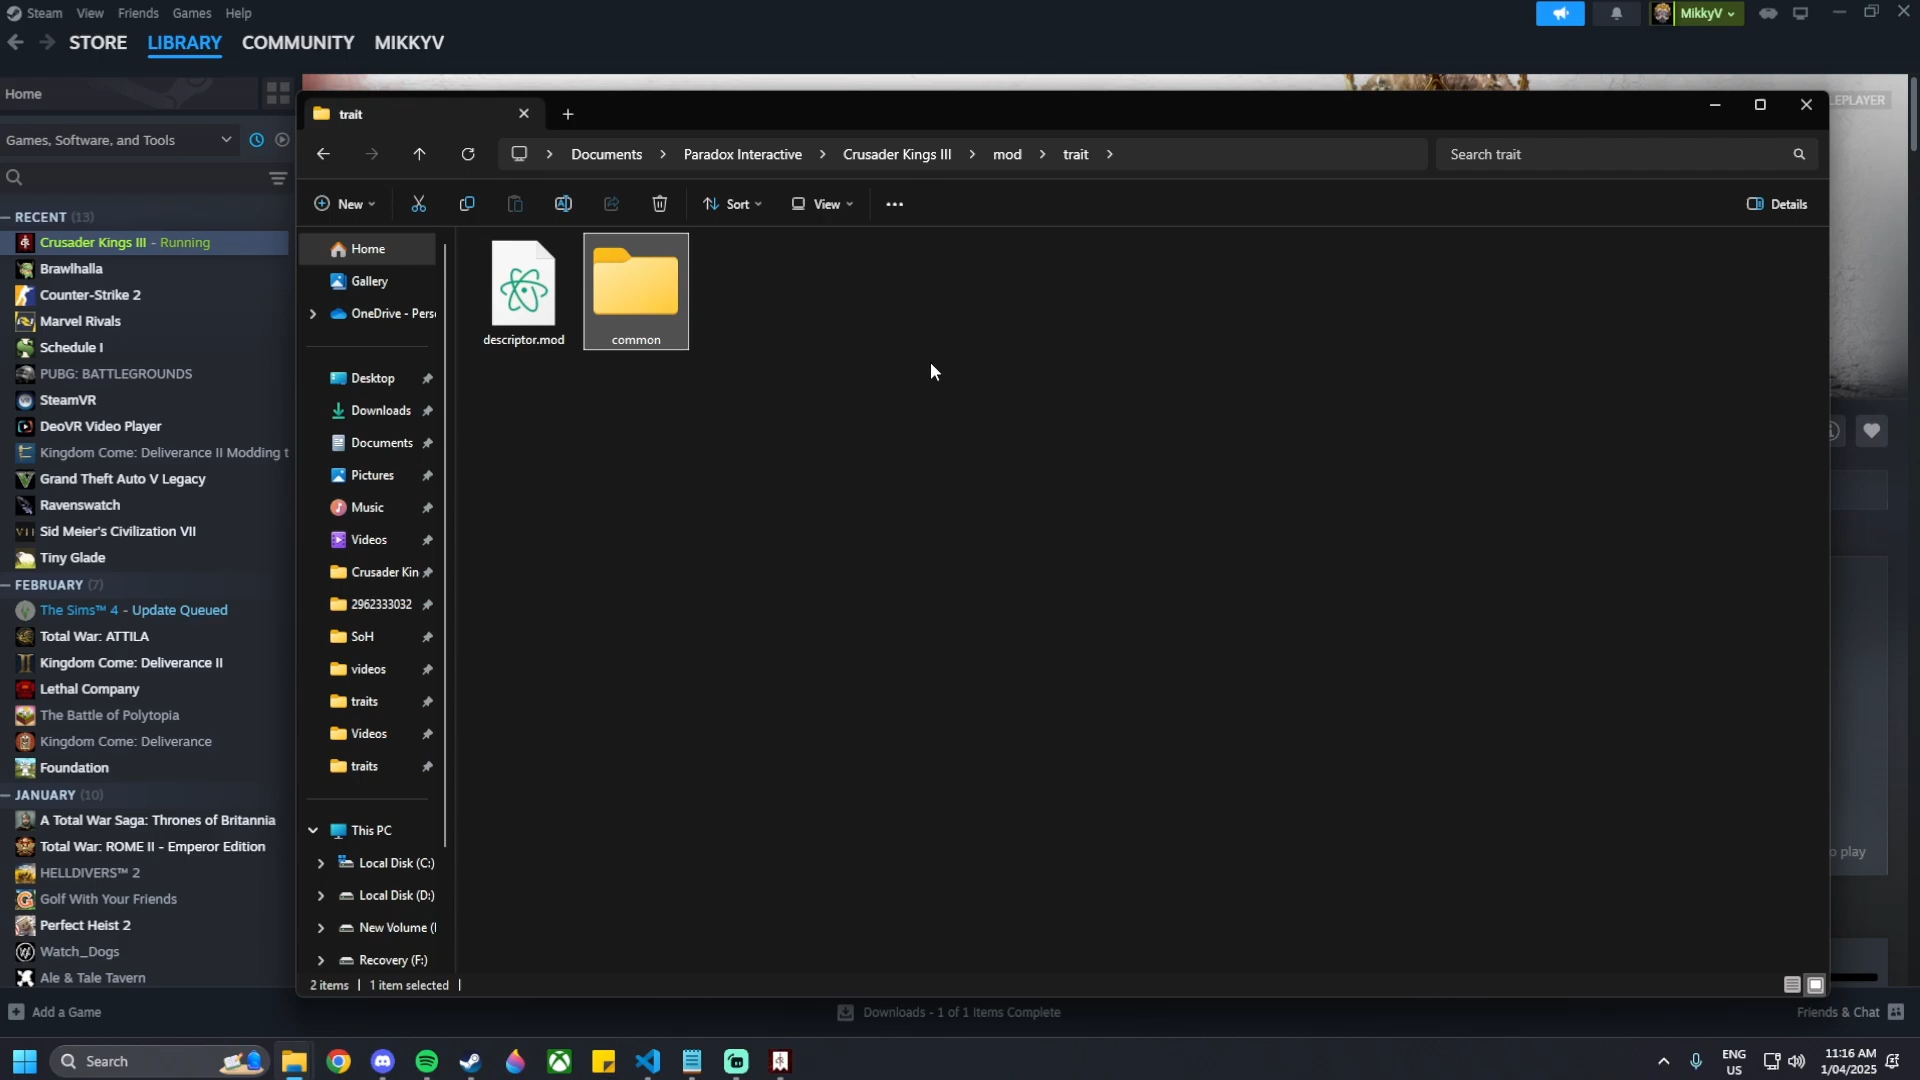 Steam View Friends Games Help
MikkyV
STORE LIBRARY COMMUNITY MIKKYV
Home
Games, Software, and Tools
RECENT (13)
Crusader Kings III - Running
Brawlhalla
Counter-Strike 2
Marvel Rivals
Schedule I
PUBG: BATTLEGROUNDS
SteamVR
DeoVR Video Player
Kingdom Come: Deliverance II Modding t
Grand Theft Auto V Legacy
Ravenswatch
Sid Meier's Civilization VII
Tiny Glade
FEBRUARY (7)
The Sims™ 4 - Update Queued
Total War: ATTILA
Kingdom Come: Deliverance II
Lethal Company
The Battle of Polytopia
Kingdom Come: Deliverance
Foundation
JANUARY (10)
A Total War Saga: Thrones of Britannia
Total War: ROME II - Emperor Edition
HELLDIVERS™ 2
Golf With Your Friends
Perfect Heist 2
Watch_Dogs
Ale & Tale Tavern
trait
LEPLAYER
Documents > Paradox Interactive > Crusader Kings III > mod > trait >
Search trait
New
Sort
View
Details
Home
Gallery
OneDrive - Pers
Desktop
Downloads
Documents
Pictures
Music
Videos
Crusader Kin
2962333032
SoH
videos
traits
Videos
traits
This PC
Local Disk (C:)
Local Disk (D:)
New Volume (
Recovery (F:)
descriptor.mod
common
o play
2 items | 1 item selected |
Add a Game
Downloads - 1 of 1 Items Complete
Friends & Chat
Search
ENG
US
11:16 AM
1/04/2025